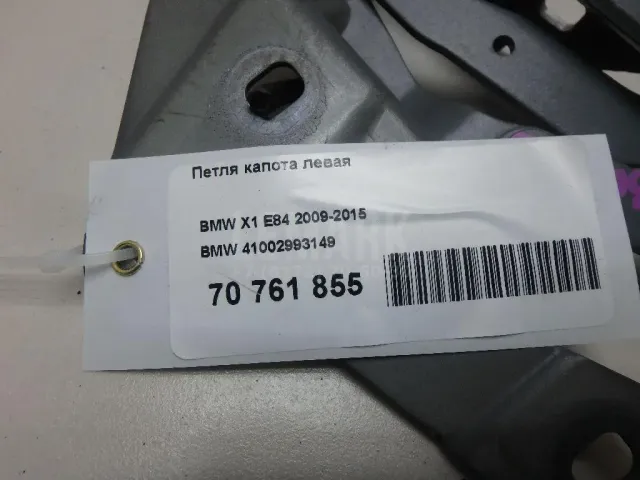 Петля капота левая
BMW X1 E84 2009-2015
BMW 41002993149
70 761 855